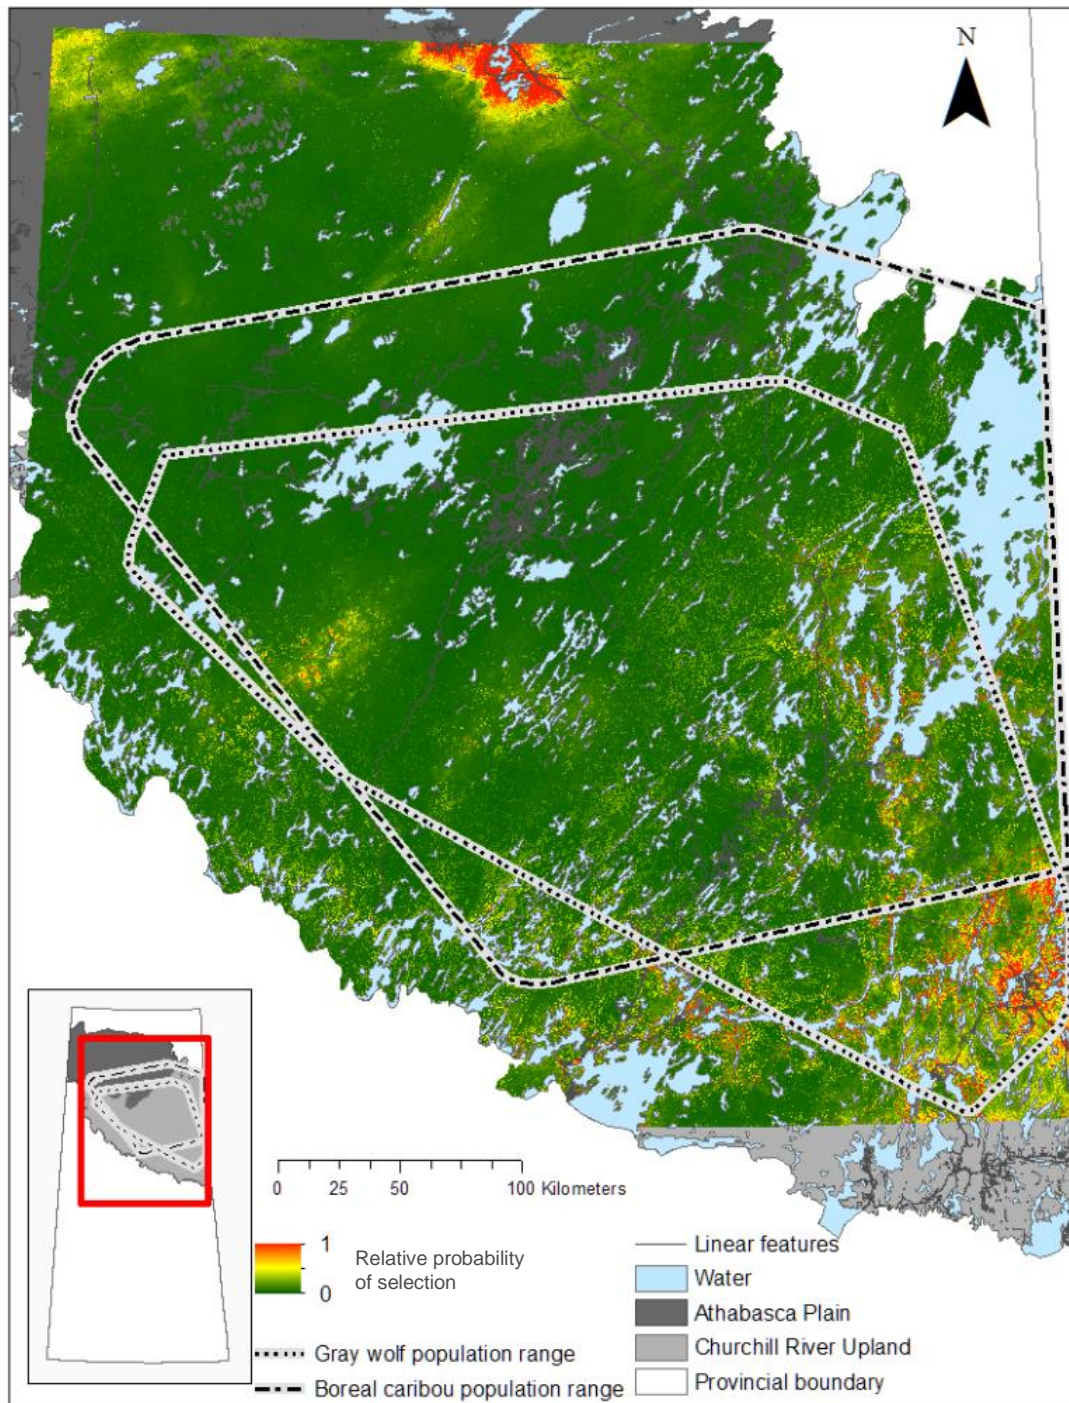 N
0 25 50 100 Kilometers
1
0
Relative probability
of selection
Gray wolf population range
Boreal caribou population range
Linear features
Water
Athabasca Plain
Churchill River Upland
Provincial boundary